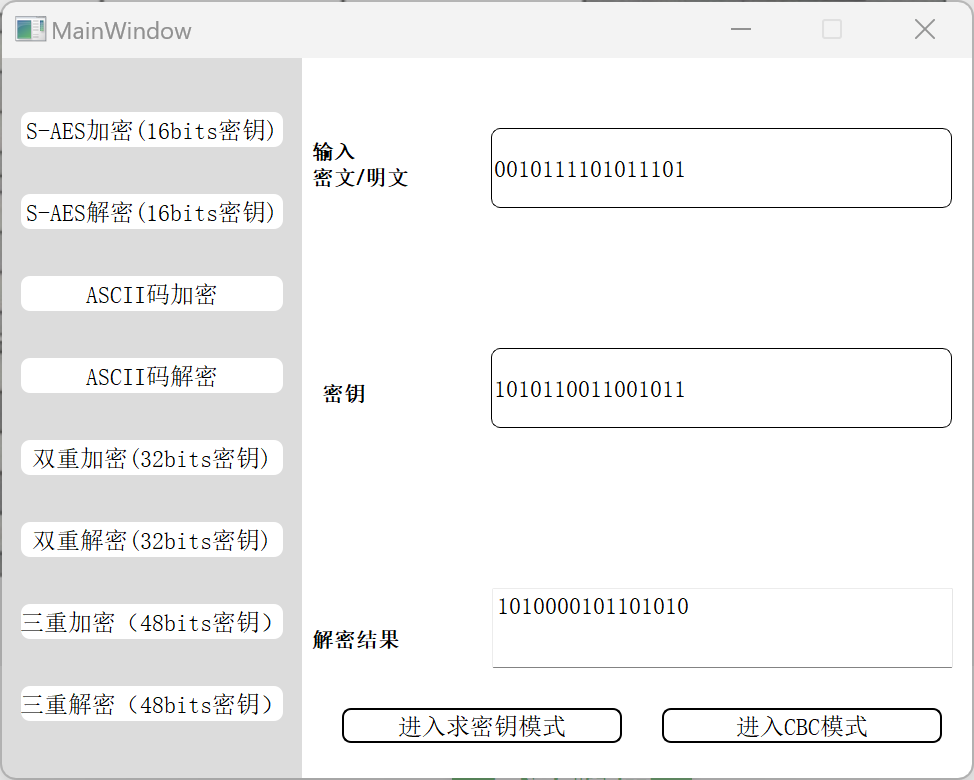 MainWindow
S-AES加密(16bits密钥)
S-AES解密(16bits密钥)
ASCII码加密
ASCII码解密
双重加密(32bits密钥)
双重解密(32bits密钥)
三重加密（48bits密钥）
三重解密（48bits密钥）
输入
密文/明文
0010111101011101
密钥
1010110011001011
解密结果
1010000101101010
进入求密钥模式
进入CBC模式